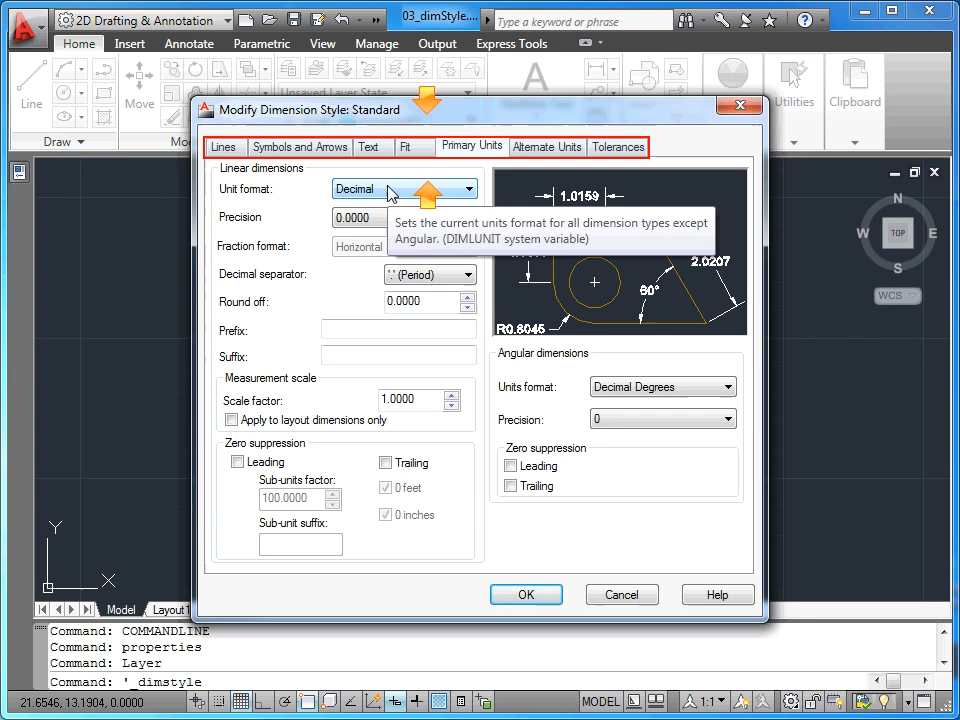 2D Drafting & Annotation
03_dimStyle....
Type a keyword or phrase
Home Insert Annotate Parametric View Manage Output Express Tools
Line Move Unsaved Layer State Utilities Clipboard
Draw
Modify Dimension Style: Standard
Lines Symbols and Arrows Text Fit Primary Units Alternate Units Tolerances
Linear dimensions
Unit format: Decimal
Precision 0.0000
Fraction format: Horizontal
Decimal separator: '.' (Period)
Round off: 0.0000
Prefix:
Suffix:
Measurement scale
Scale factor: 1.0000
Apply to layout dimensions only
Zero suppression
Leading Trailing
Sub-units factor: 0 feet
100.0000
Sub-unit suffix: 0 inches
Sets the current units format for all dimension types except
Angular. (DIMLUNIT system variable)
1.0159
2.0207
60°
R0.8045
Angular dimensions
Units format: Decimal Degrees
Precision: 0
Zero suppression
Leading
Trailing
OK Cancel Help
N
W TOP E
S
WCS
Y
X
Model Layout1
Command: COMMANDLINE
Command: properties
Command: Layer
Command: '_dimstyle
21.6546, 13.1904, 0.0000 MODEL 1:1